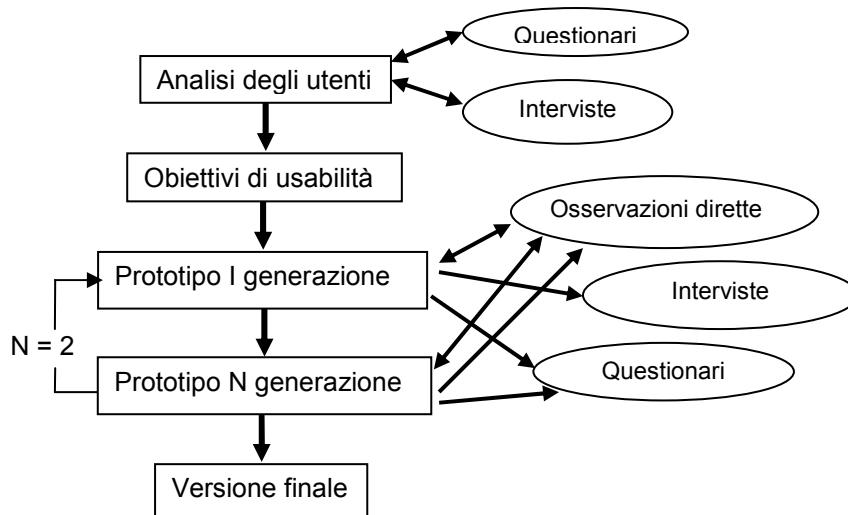 Questionari
Analisi degli utenti
Interviste
Obiettivi di usabilità
Osservazioni dirette
Prototipo I generazione
Interviste
N = 2
Prototipo N generazione
Questionari
Versione finale